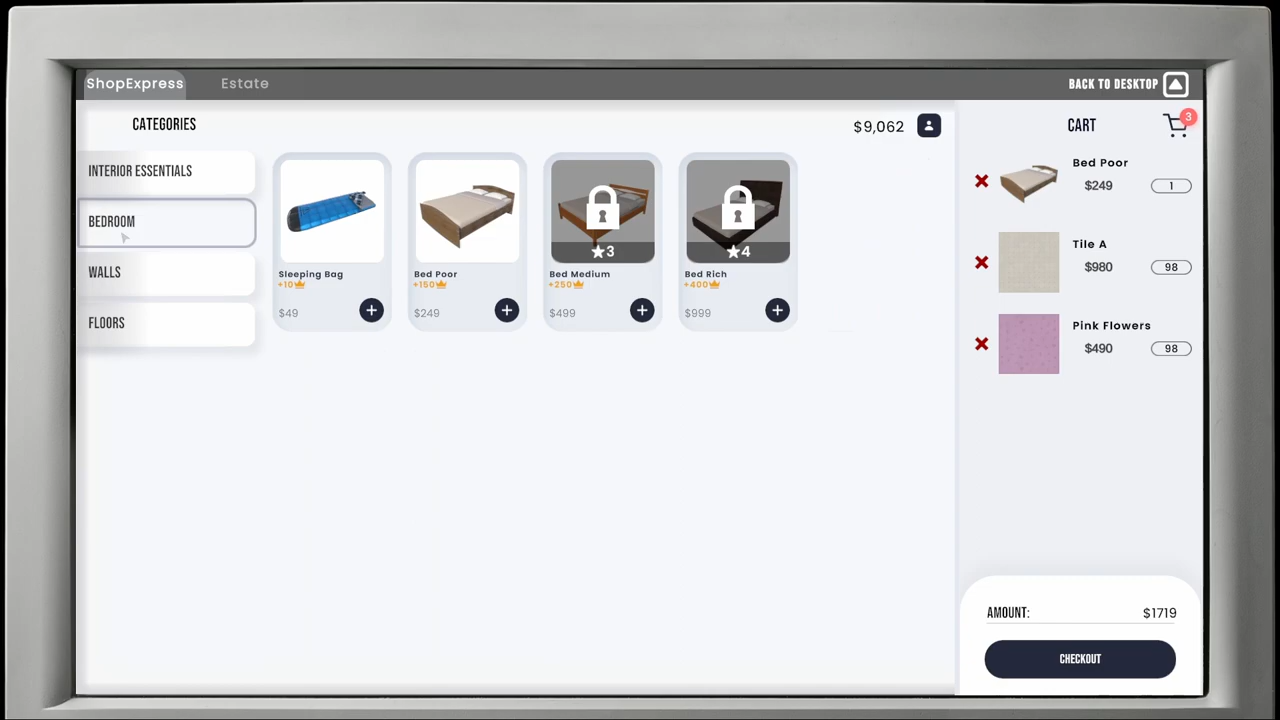 ShopExpress
Estate
BACK TO DESKTOP
CATEGORIES
$9,062
INTERIOR ESSENTIALS
BEDROOM
WALLS
FLOORS
Sleeping Bag
+10
$49
Bed Poor
+150
$249
3
Bed Medium
+250
$499
4
Bed Rich
+400
$999
CART
3
Bed Poor
$249
1
Tile A
$980
98
Pink Flowers
$490
98
AMOUNT: $1719
CHECKOUT